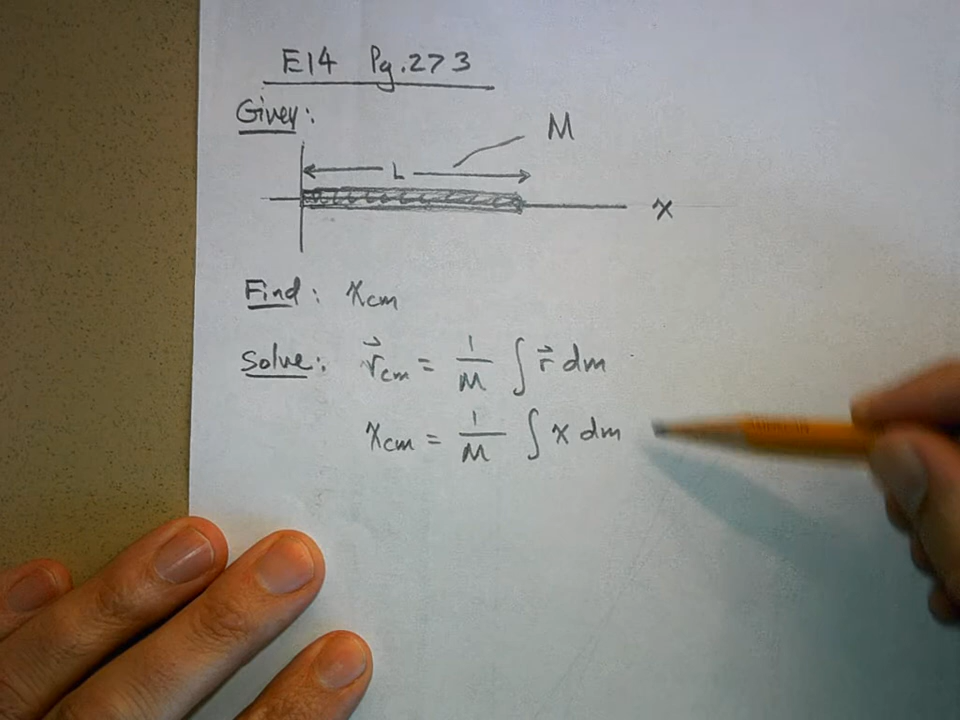 E14 Pg.273
Given:
M
L
x
Find: xcm
Solve: r⃗cm = 1/M ∫ r⃗ dm
xcm = 1/M ∫ x dm